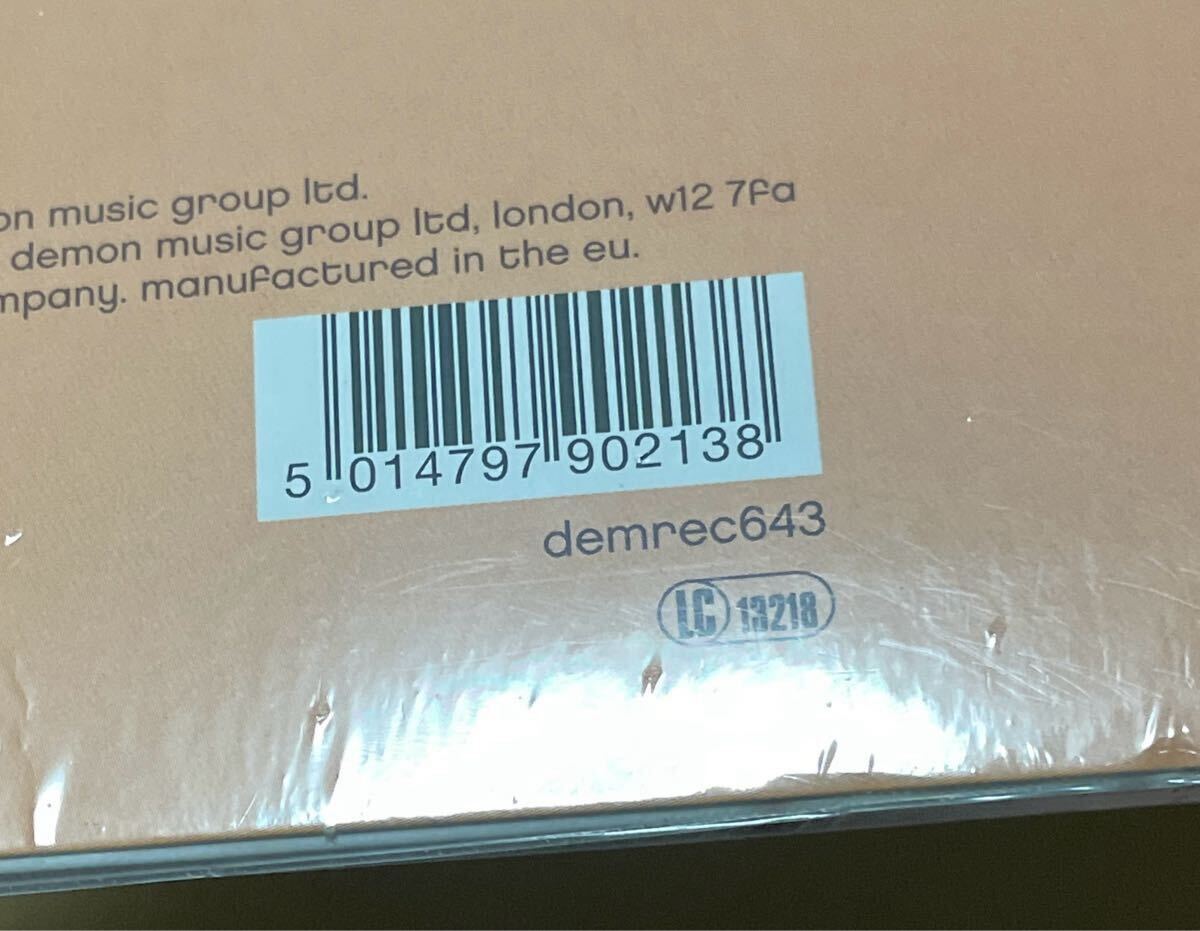 on music group ltd.
demon music group ltd, london, w12 7fa
mpany. manufactured in the eu.
5 014797 902138
demrec643
LC 13218